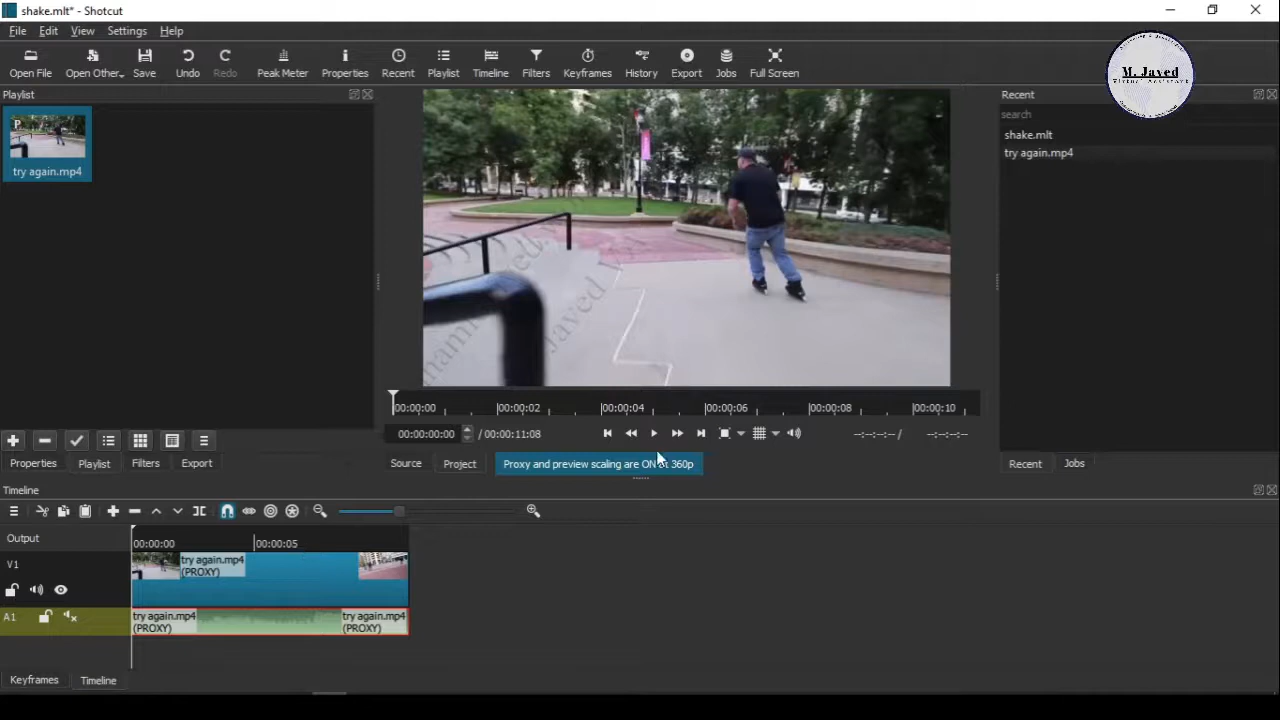 shake.mlt* - Shotcut
File Edit View Settings Help
Open File Open Other.. Save Undo Redo Peak Meter Properties Recent Playlist Timeline Filters Keyframes History Export Jobs Full Screen
M. Javed
Virtual Assistant
Playlist
Recent
search
P
try again.mp4
shake.mlt
try again.mp4
Javed
00:00:00 00:00:02 00:00:04 00:00:06 00:00:08 00:00:10
00:00:00:00 / 00:00:11:08 --:--:--:-- / --:--:--:--
Properties Playlist Filters Export
Source Project Proxy and preview scaling are ON at 360p
Recent Jobs
Timeline
Output
00:00:00 00:00:05
V1
try again.mp4
(PROXY)
A1
try again.mp4
(PROXY)
try again.mp4
(PROXY)
Keyframes Timeline